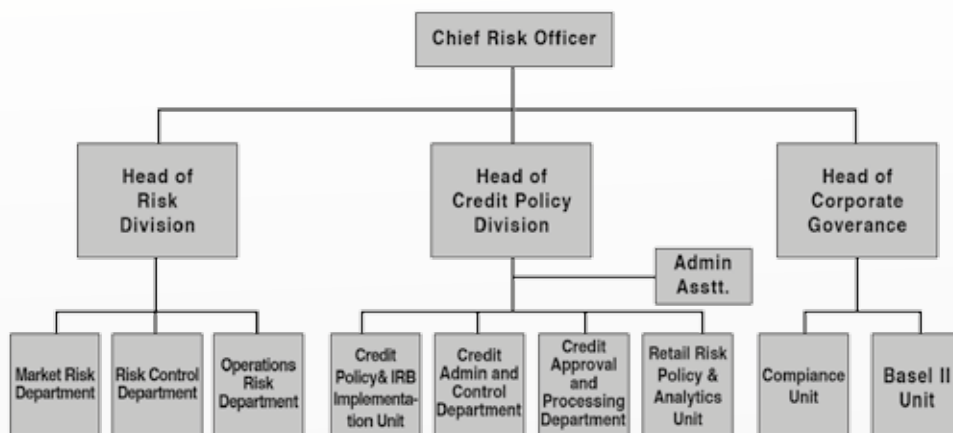 Chief Risk Officer
Head of
Risk
Division
Head of
Credit Policy
Division
Head of
Corporate
Goverance
Admin
Asstt.
Market Risk
Department
Risk Control
Department
Operations
Risk
Department
Credit
Policy& IRB
Implementa-
tion Unit
Credit
Admin and
Control
Department
Credit
Approval
and
Processing
Department
Retail Risk
Policy &
Analytics
Unit
Compiance
Unit
Basel II
Unit